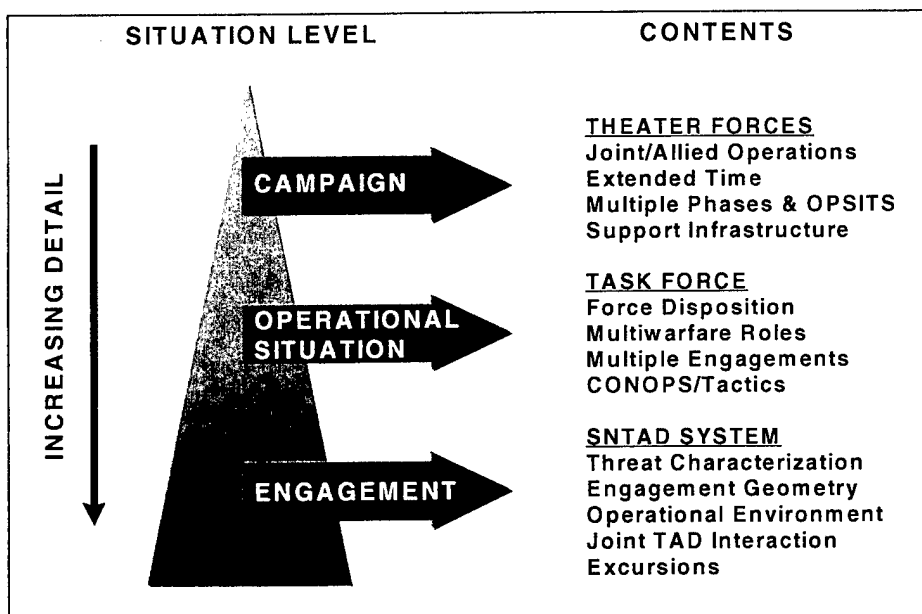 SITUATION LEVEL
CONTENTS
INCREASING DETAIL
CAMPAIGN
THEATER FORCES
Joint/Allied Operations
Extended Time
Multiple Phases & OPSITS
Support Infrastructure
OPERATIONAL
SITUATION
TASK FORCE
Force Disposition
Multiwarfare Roles
Multiple Engagements
CONOPS/Tactics
ENGAGEMENT
SNTAD SYSTEM
Threat Characterization
Engagement Geometry
Operational Environment
Joint TAD Interaction
Excursions